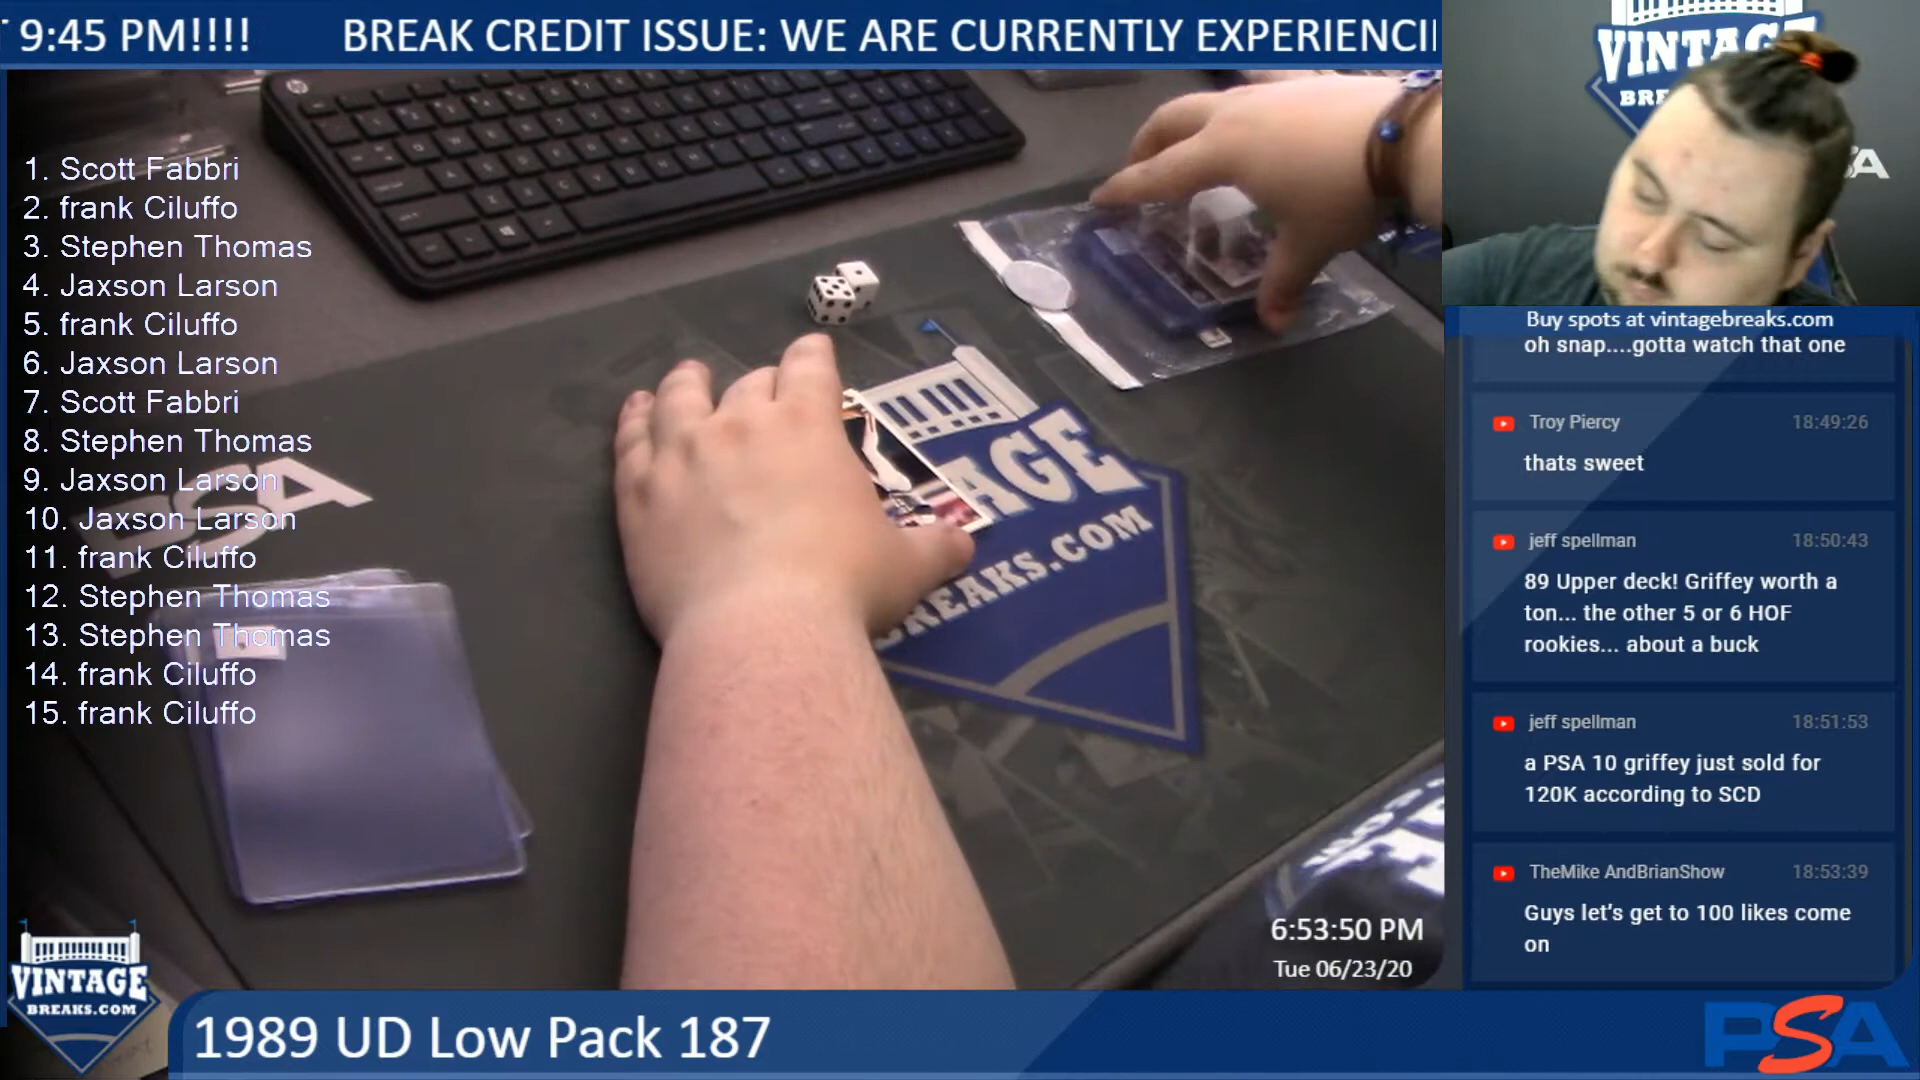 9:45 PM!!!! BREAK CREDIT ISSUE: WE ARE CURRENTLY
1. Scott Fabbri
2. frank Ciluffo
3. Stephen Thomas
4. Jaxson Larson
5. frank Ciluffo
6. Jaxson Larson
7. Scott Fabbri
8. Stephen Thomas
9. Jaxson Larson
10. Jaxson Larson
11. frank Ciluffo
12. Stephen Thomas
13. Stephen Thomas
14. frank Ciluffo
15. frank Ciluffo
PSA
AGE
BREAKS.COM
VINTAGE
Buy spots at vintagebreaks.com
oh snap....gotta watch that one
Troy Piercy 18:49:26
thats sweet
jeff spellman 18:50:43
89 Upper deck! Griffey worth a
ton... the other 5 or 6 HOF
rookies... about a buck
jeff spellman 18:51:53
a PSA 10 griffey just sold for
120K according to SCD
TheMike AndBrianShow 18:53:39
Guys let's get to 100 likes come
on
6:53:50 PM
Tue 06/23/20
VINTAGE
BREAKS.COM
1989 UD Low Pack 187
PSA